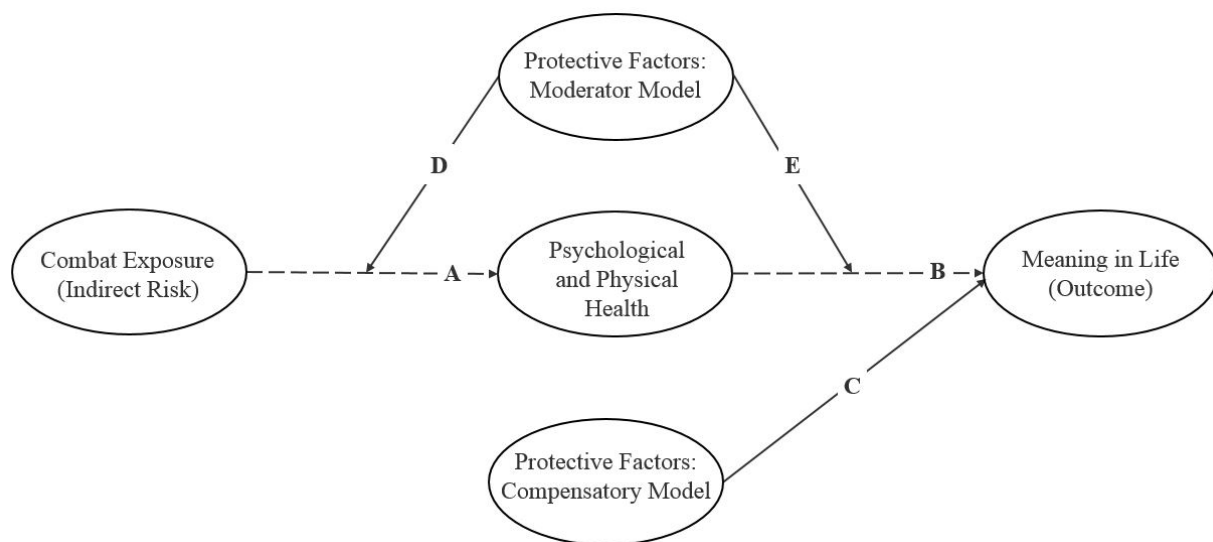 Protective Factors:
Moderator Model
D
E
Combat Exposure
(Indirect Risk)
A
Psychological
and Physical
Health
B
Meaning in Life
(Outcome)
C
Protective Factors:
Compensatory Model